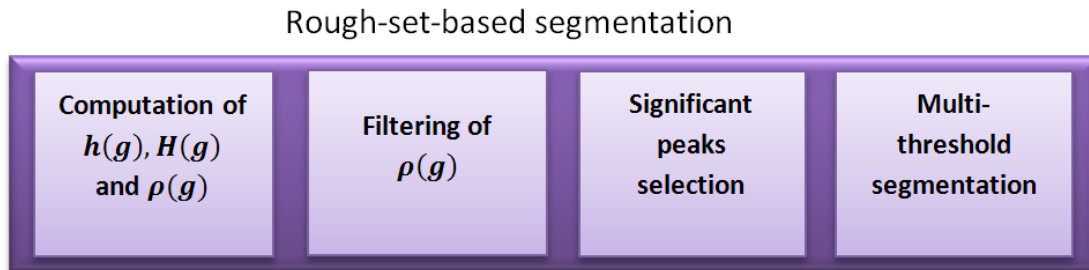 Rough-set-based segmentation
Computation of
h(g), H(g)
and ρ(g)
Filtering of
ρ(g)
Significant
peaks
selection
Multi-
threshold
segmentation